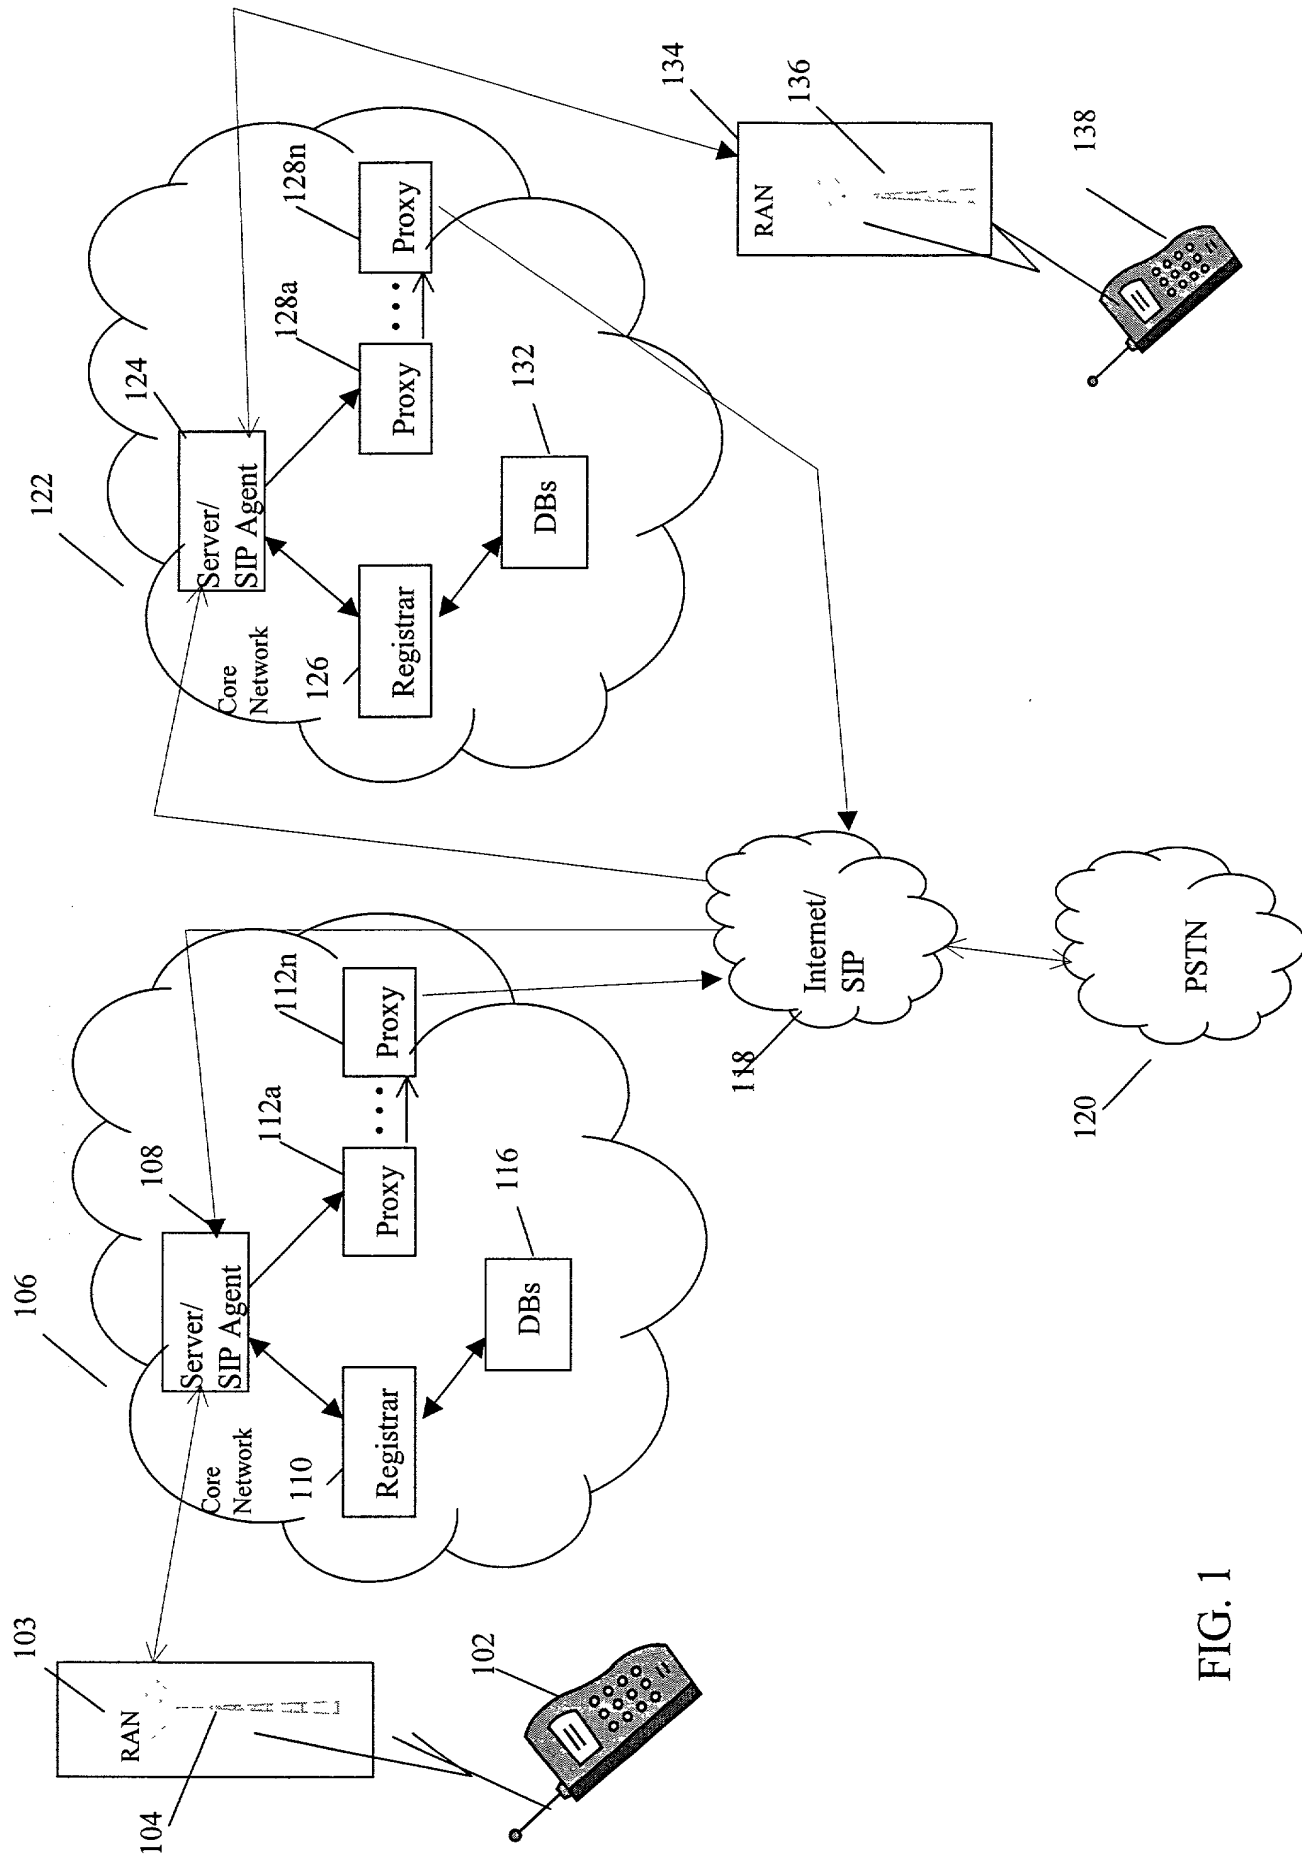 106
122
124
103
RAN
104
102
108
Server/
SIP Agent
Core
Network
110
Registrar
112a
Proxy
• • •
112n
Proxy
116
DBs
Server/
SIP Agent
Core
Network
126
Registrar
128a
Proxy
• • •
128n
Proxy
132
DBs
134
RAN
136
138
Internet/
SIP
118
PSTN
120
FIG. 1